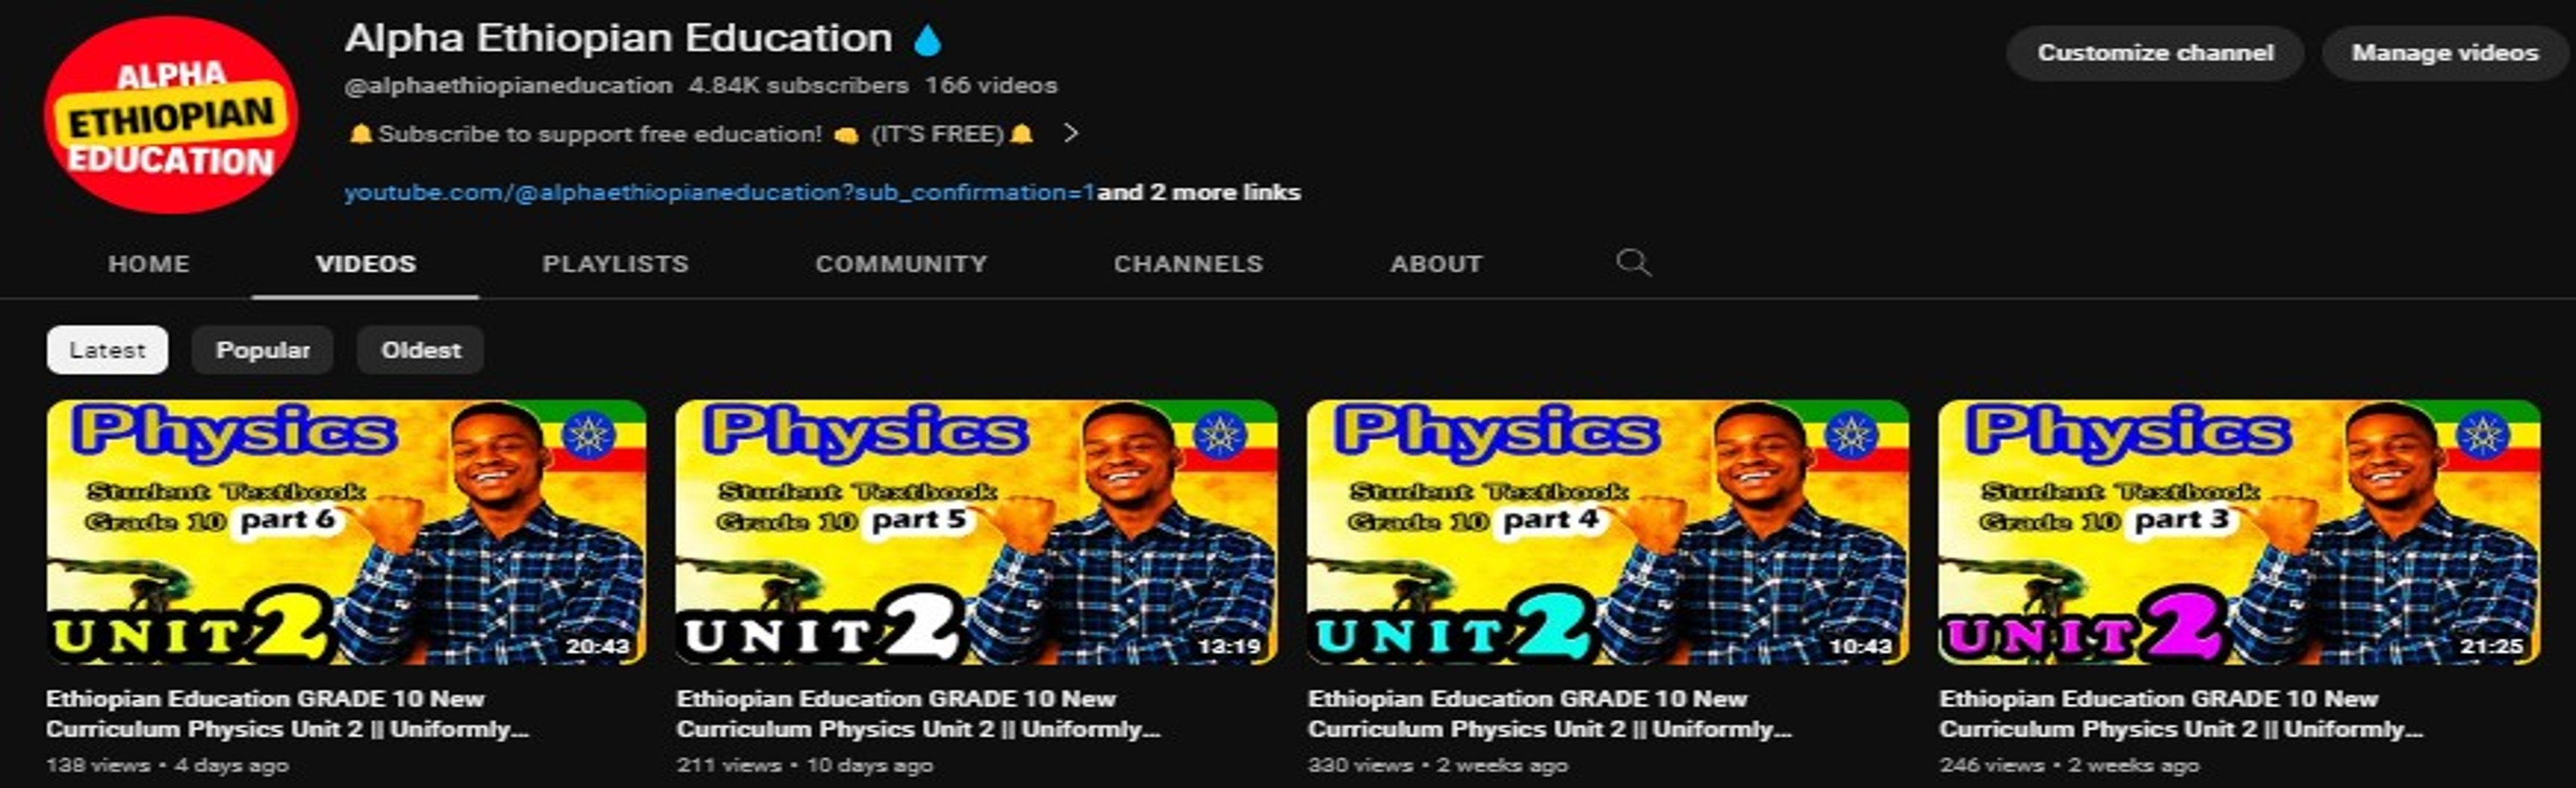 ALPHA
ETHIOPIAN
EDUCATION
Alpha Ethiopian Education
@alphaethiopianeducation 4.84K subscribers 166 videos
Subscribe to support free education! (IT'S FREE)
youtube.com/@alphaethiopianeducation?sub_confirmation=1and 2 more links
Customize channel
Manage videos
HOME VIDEOS PLAYLISTS COMMUNITY CHANNELS ABOUT
Latest Popular Oldest
Physics
Student Textbook
Grade 10 part 6
UNIT 2
20:43
Ethiopian Education GRADE 10 New
Curriculum Physics Unit 2 || Uniformly...
138 views • 4 days ago
Physics
Student Textbook
Grade 10 part 5
UNIT 2
13:19
Ethiopian Education GRADE 10 New
Curriculum Physics Unit 2 || Uniformly...
211 views • 10 days ago
Physics
Student Textbook
Grade 10 part 4
UNIT 2
10:43
Ethiopian Education GRADE 10 New
Curriculum Physics Unit 2 || Uniformly...
330 views • 2 weeks ago
Physics
Student Textbook
Grade 10 part 3
UNIT 2
21:25
Ethiopian Education GRADE 10 New
Curriculum Physics Unit 2 || Uniformly...
246 views • 2 weeks ago